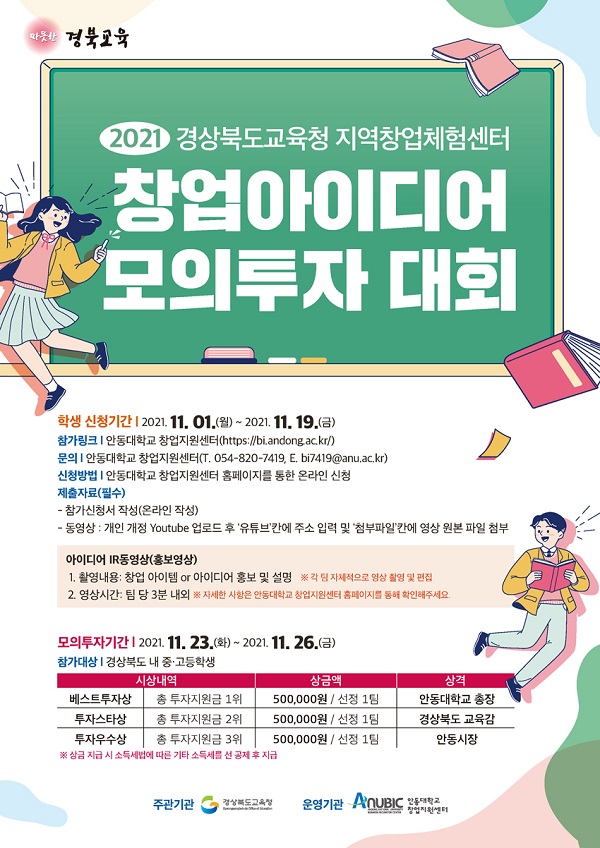 따뜻한 경북교육
2021 경상북도교육청 지역창업체험센터
창업아이디어
모의투자 대회
학생 신청기간 I 2021. 11. 01.(월) ~ 2021. 11. 19.(금)
참가링크 I 안동대학교 창업지원센터(https://bi.andong.ac.kr/)
문의 I 안동대학교 창업지원센터(T. 054-820-7419, E. bi7419@anu.ac.kr)
신청방법 I 안동대학교 창업지원센터 홈페이지를 통한 온라인 신청
제출자료(필수)
- 참가신청서 작성(온라인 작성)
- 동영상 : 개인 개정 Youtube 업로드 후 '유튜브'칸에 주소 입력 및 '첨부파일'칸에 영상 원본 파일 첨부
아이디어 IR동영상(홍보영상)
1. 촬영내용: 창업 아이템 or 아이디어 홍보 및 설명 ※ 각 팀 자체적으로 영상 촬영 및 편집
2. 영상시간: 팀 당 3분 내외 ※ 자세한 사항은 안동대학교 창업지원센터 홈페이지를 통해 확인해주세요.
모의투자기간 I 2021. 11. 23.(화) ~ 2021. 11. 26.(금)
참가대상 I 경상북도 내 중·고등학생
시상내역 상금액 상격
베스트투자상 총 투자지원금 1위 500,000원 / 선정 1팀 안동대학교 총장
투자스타상 총 투자지원금 2위 500,000원 / 선정 1팀 경상북도 교육감
투자우수상 총 투자지원금 3위 500,000원 / 선정 1팀 안동시장
※ 상금 지급 시 소득세법에 따른 기타 소득세를 선 공제 후 지급
주관기관 경상북도교육청 운영기관 ANUBIC 안동대학교
창업지원센터